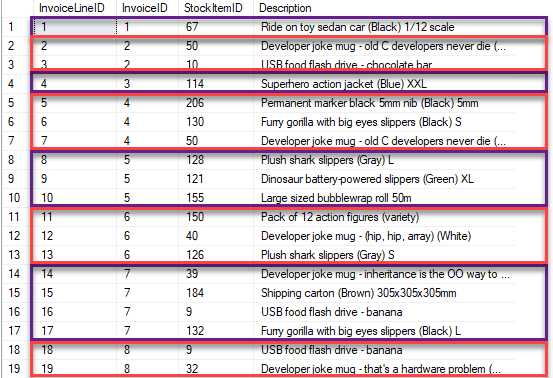 InvoiceLineID InvoiceID StockItemID Description
1 1 1 67 Ride on toy sedan car (Black) 1/12 scale
2 2 2 50 Developer joke mug - old C developers never die (...
3 3 2 10 USB food flash drive - chocolate bar
4 4 3 114 Superhero action jacket (Blue) XXL
5 5 4 206 Permanent marker black 5mm nib (Black) 5mm
6 6 4 130 Furry gorilla with big eyes slippers (Black) S
7 7 4 50 Developer joke mug - old C developers never die (...
8 8 5 128 Plush shark slippers (Gray) L
9 9 5 121 Dinosaur battery-powered slippers (Green) XL
10 10 5 155 Large sized bubblewrap roll 50m
11 11 6 150 Pack of 12 action figures (variety)
12 12 6 40 Developer joke mug - (hip, hip, array) (White)
13 13 6 126 Plush shark slippers (Gray) S
14 14 7 39 Developer joke mug - inheritance is the OO way to ...
15 15 7 184 Shipping carton (Brown) 305x305x305mm
16 16 7 9 USB food flash drive - banana
17 17 7 132 Furry gorilla with big eyes slippers (Black) L
18 18 8 9 USB food flash drive - banana
19 19 8 32 Developer joke mug - that's a hardware problem (...